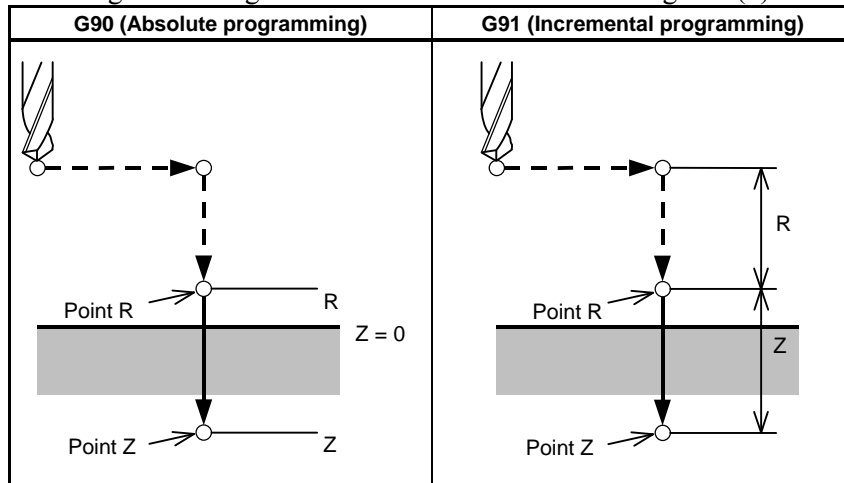 G90 (Absolute programming)
G91 (Incremental programming)
R
Point R
R
Point R
Z = 0
Z
Point Z
Z
Point Z